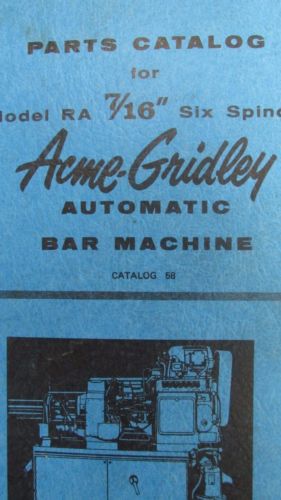 PARTS CATALOG
for
Model RA 7/16" Six Spind
Acme-Gridley
AUTOMATIC
BAR MACHINE
CATALOG 58